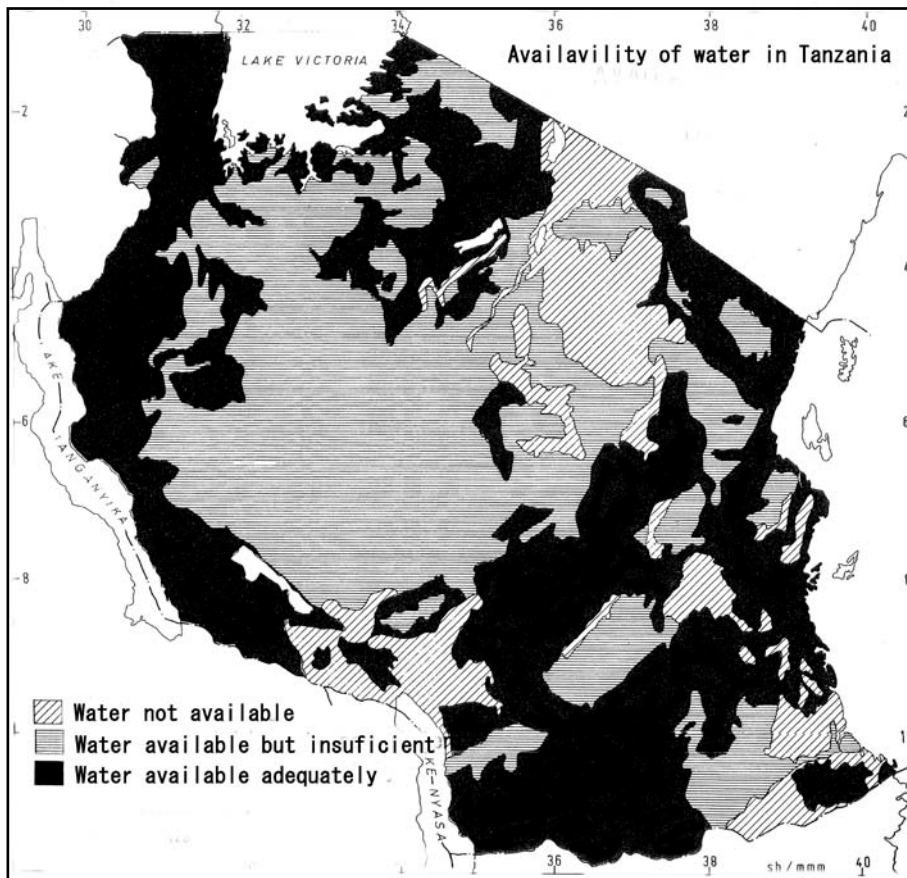 30 32 34 36 38 40
LAKE VICTORIA
Availavility of water in Tanzania
-2 2
4
-6 6
-8 8
LAKE TANGANYIKA
Water not available
Water available but insuficient
Water available adequately
KE-NYASA
36 38 40
sh/mmm